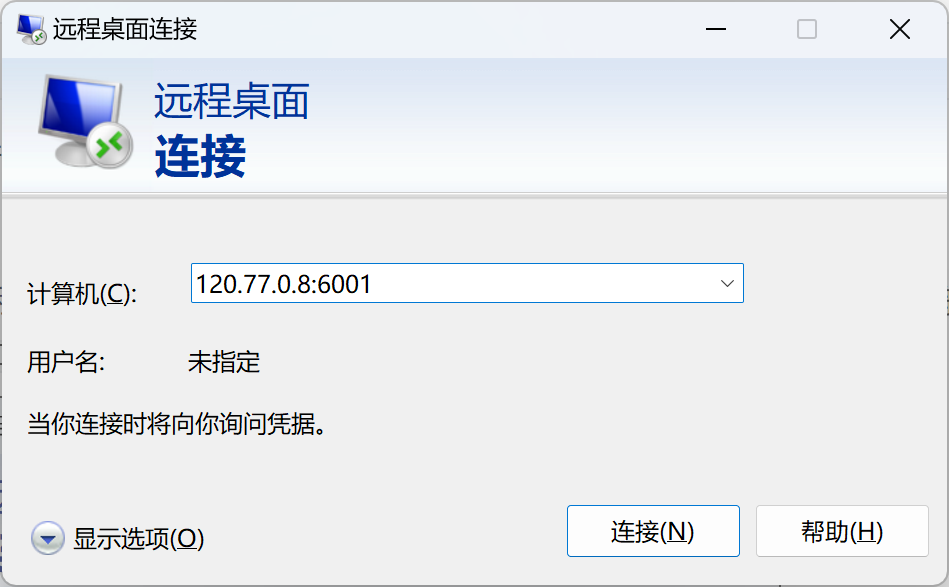 远程桌面连接
远程桌面
连接
计算机(C):
120.77.0.8:6001
用户名:
未指定
当你连接时将向你询问凭据。
显示选项(O)
连接(N)
帮助(H)